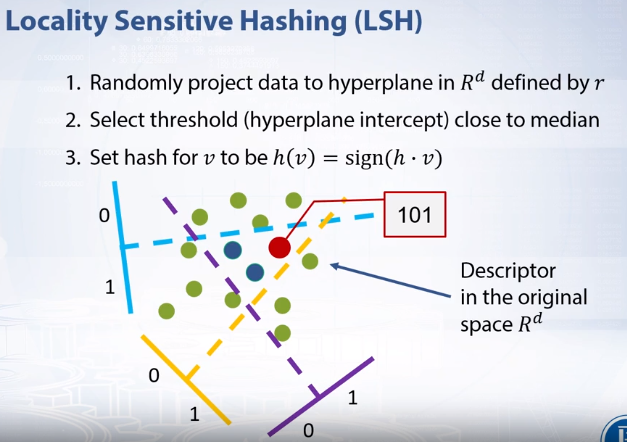 Locality Sensitive Hashing (LSH)
1. Randomly project data to hyperplane in R^d defined by r
2. Select threshold (hyperplane intercept) close to median
3. Set hash for v to be h(v) = sign(h · v)
0
101
1
Descriptor
in the original
space R^d
0
1
1
0